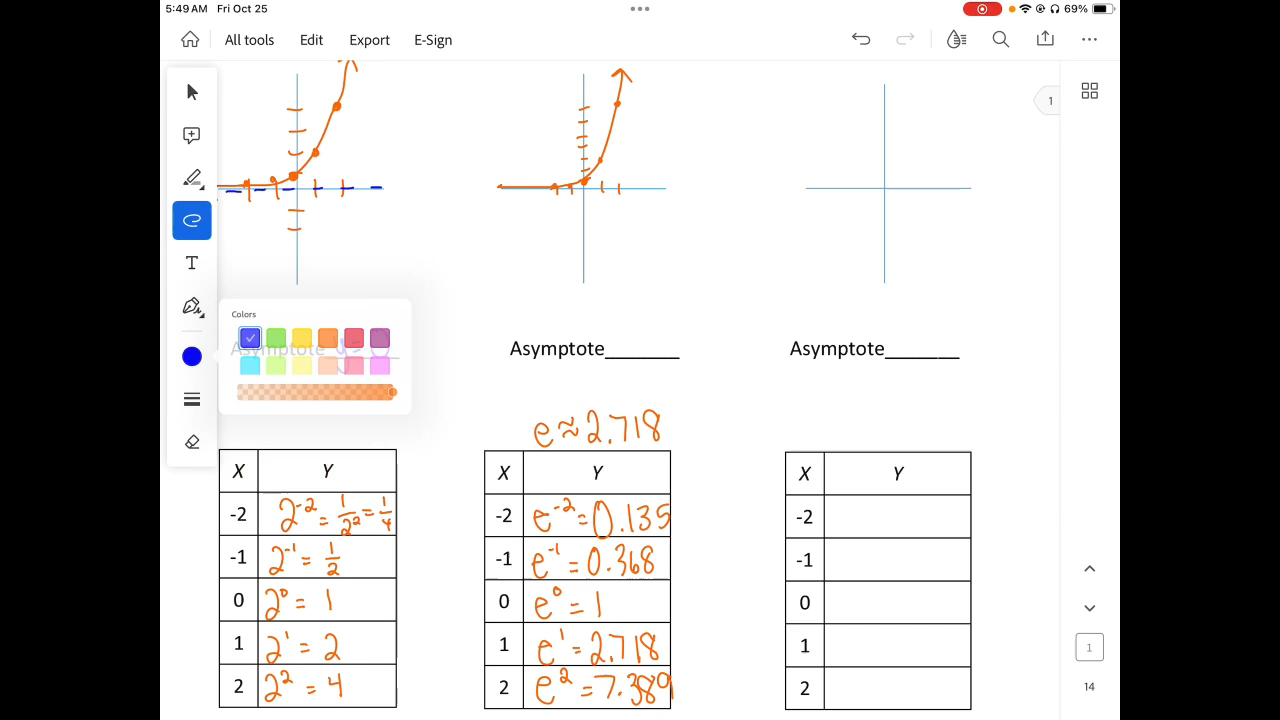 5:49 AM Fri Oct 25
69%
All tools Edit Export E-Sign
1
Colors
Asymptote y = 0
Asymptote_______
Asymptote_______
e ≈ 2.718
X Y
-2 2⁻² = 1/2² = 1/4
-1 2⁻¹ = 1/2
0 2⁰ = 1
1 2¹ = 2
2 2² = 4
X Y
-2 e⁻² = 0.135
-1 e⁻¹ = 0.368
0 e⁰ = 1
1 e¹ = 2.718
2 e² = 7.389
X Y
-2
-1
0
1
2
1
14